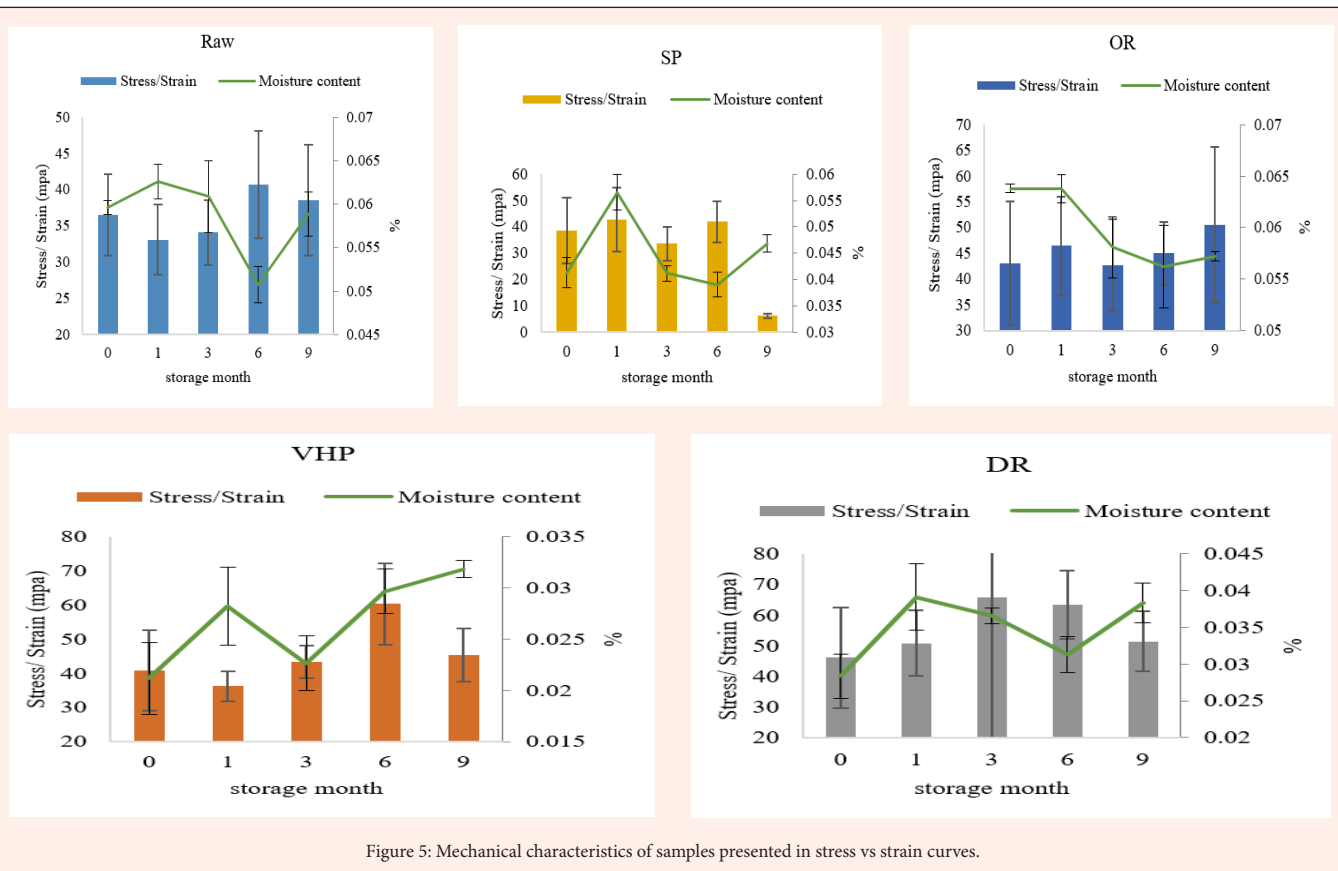 Raw
Stress/Strain Moisture content
Stress/ Strain (mpa)
50
45
40
35
30
25
20
0.07
0.065
0.06
0.055
0.05
0.045
%
0 1 3 6 9
storage month
SP
Stress/Strain Moisture content
Stress/ Strain (mpa)
60
50
40
30
20
10
0
0.06
0.055
0.05
0.045
0.04
0.035
0.03
%
0 1 3 6 9
storage month
OR
Stress/Strain Moisture content
Stress/ Strain (mpa)
70
65
60
55
50
45
40
35
30
0.07
0.065
0.06
0.055
0.05
%
0 1 3 6 9
storage month
VHP
Stress/Strain Moisture content
Stress/ Strain (mpa)
80
70
60
50
40
30
20
0.035
0.03
0.025
0.02
0.015
%
0 1 3 6 9
storage month
DR
Stress/Strain Moisture content
Stress/ Strain (mpa)
80
70
60
50
40
30
20
0.045
0.04
0.035
0.03
0.025
0.02
%
0 1 3 6 9
storage month
Figure 5: Mechanical characteristics of samples presented in stress vs strain curves.